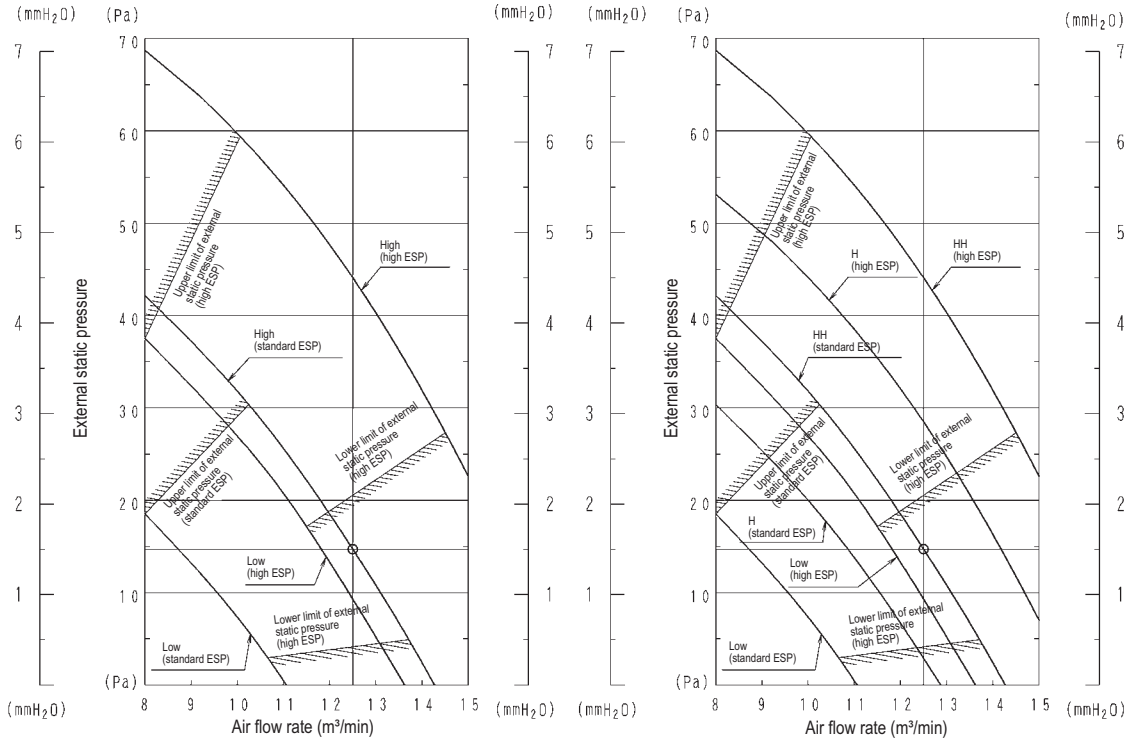 (mmH₂O)
(Pa)
(mmH₂O)
7
6
5
4
3
2
1
(mmH₂O)
External static pressure
70
60
50
40
30
20
10
(Pa)
7
6
5
4
3
2
1
(mmH₂O)
Upper limit of external
static pressure
(high ESP)
High
(high ESP)
High
(standard ESP)
Upper limit of external
static pressure
(standard ESP)
Lower limit of external
static pressure
(high ESP)
Low
(high ESP)
Lower limit of external
static pressure
(high ESP)
Low
(standard ESP)
8 9 10 11 12 13 14 15
Air flow rate (m³/min)
(mmH₂O)
(Pa)
(mmH₂O)
7
6
5
4
3
2
1
(mmH₂O)
External static pressure
70
60
50
40
30
20
10
(Pa)
7
6
5
4
3
2
1
(mmH₂O)
Upper limit of external
static pressure
(high ESP)
H
(high ESP)
HH
(high ESP)
HH
(standard ESP)
Upper limit of external
static pressure
(standard ESP)
Lower limit of external
static pressure
(high ESP)
H
(standard ESP)
Low
(high ESP)
Lower limit of external
static pressure
(high ESP)
Low
(standard ESP)
8 9 10 11 12 13 14 15
Air flow rate (m³/min)